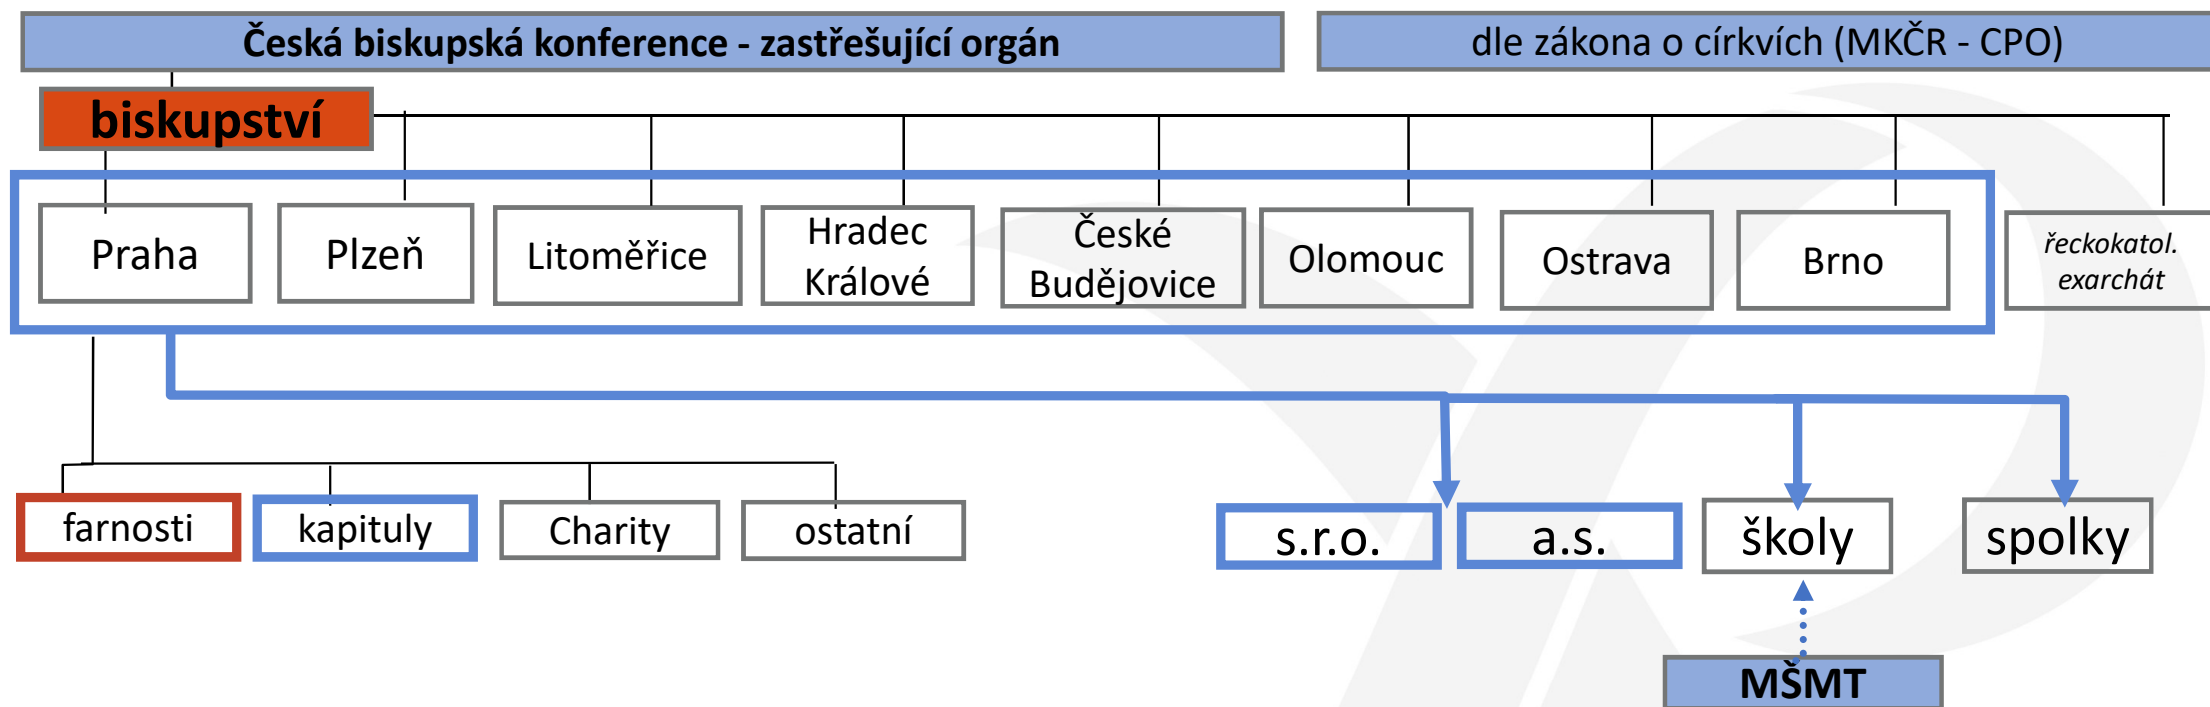 Česká biskupská konference - zastřešující orgán
dle zákona o církvích (MKČR - CPO)
biskupství
Praha
Plzeň
Litoměřice
Hradec
Králové
České
Budějovice
Olomouc
Ostrava
Brno
řeckokatol.
exarchát
farnosti
kapituly
Charity
ostatní
s.r.o.
a.s.
školy
spolky
MŠMT